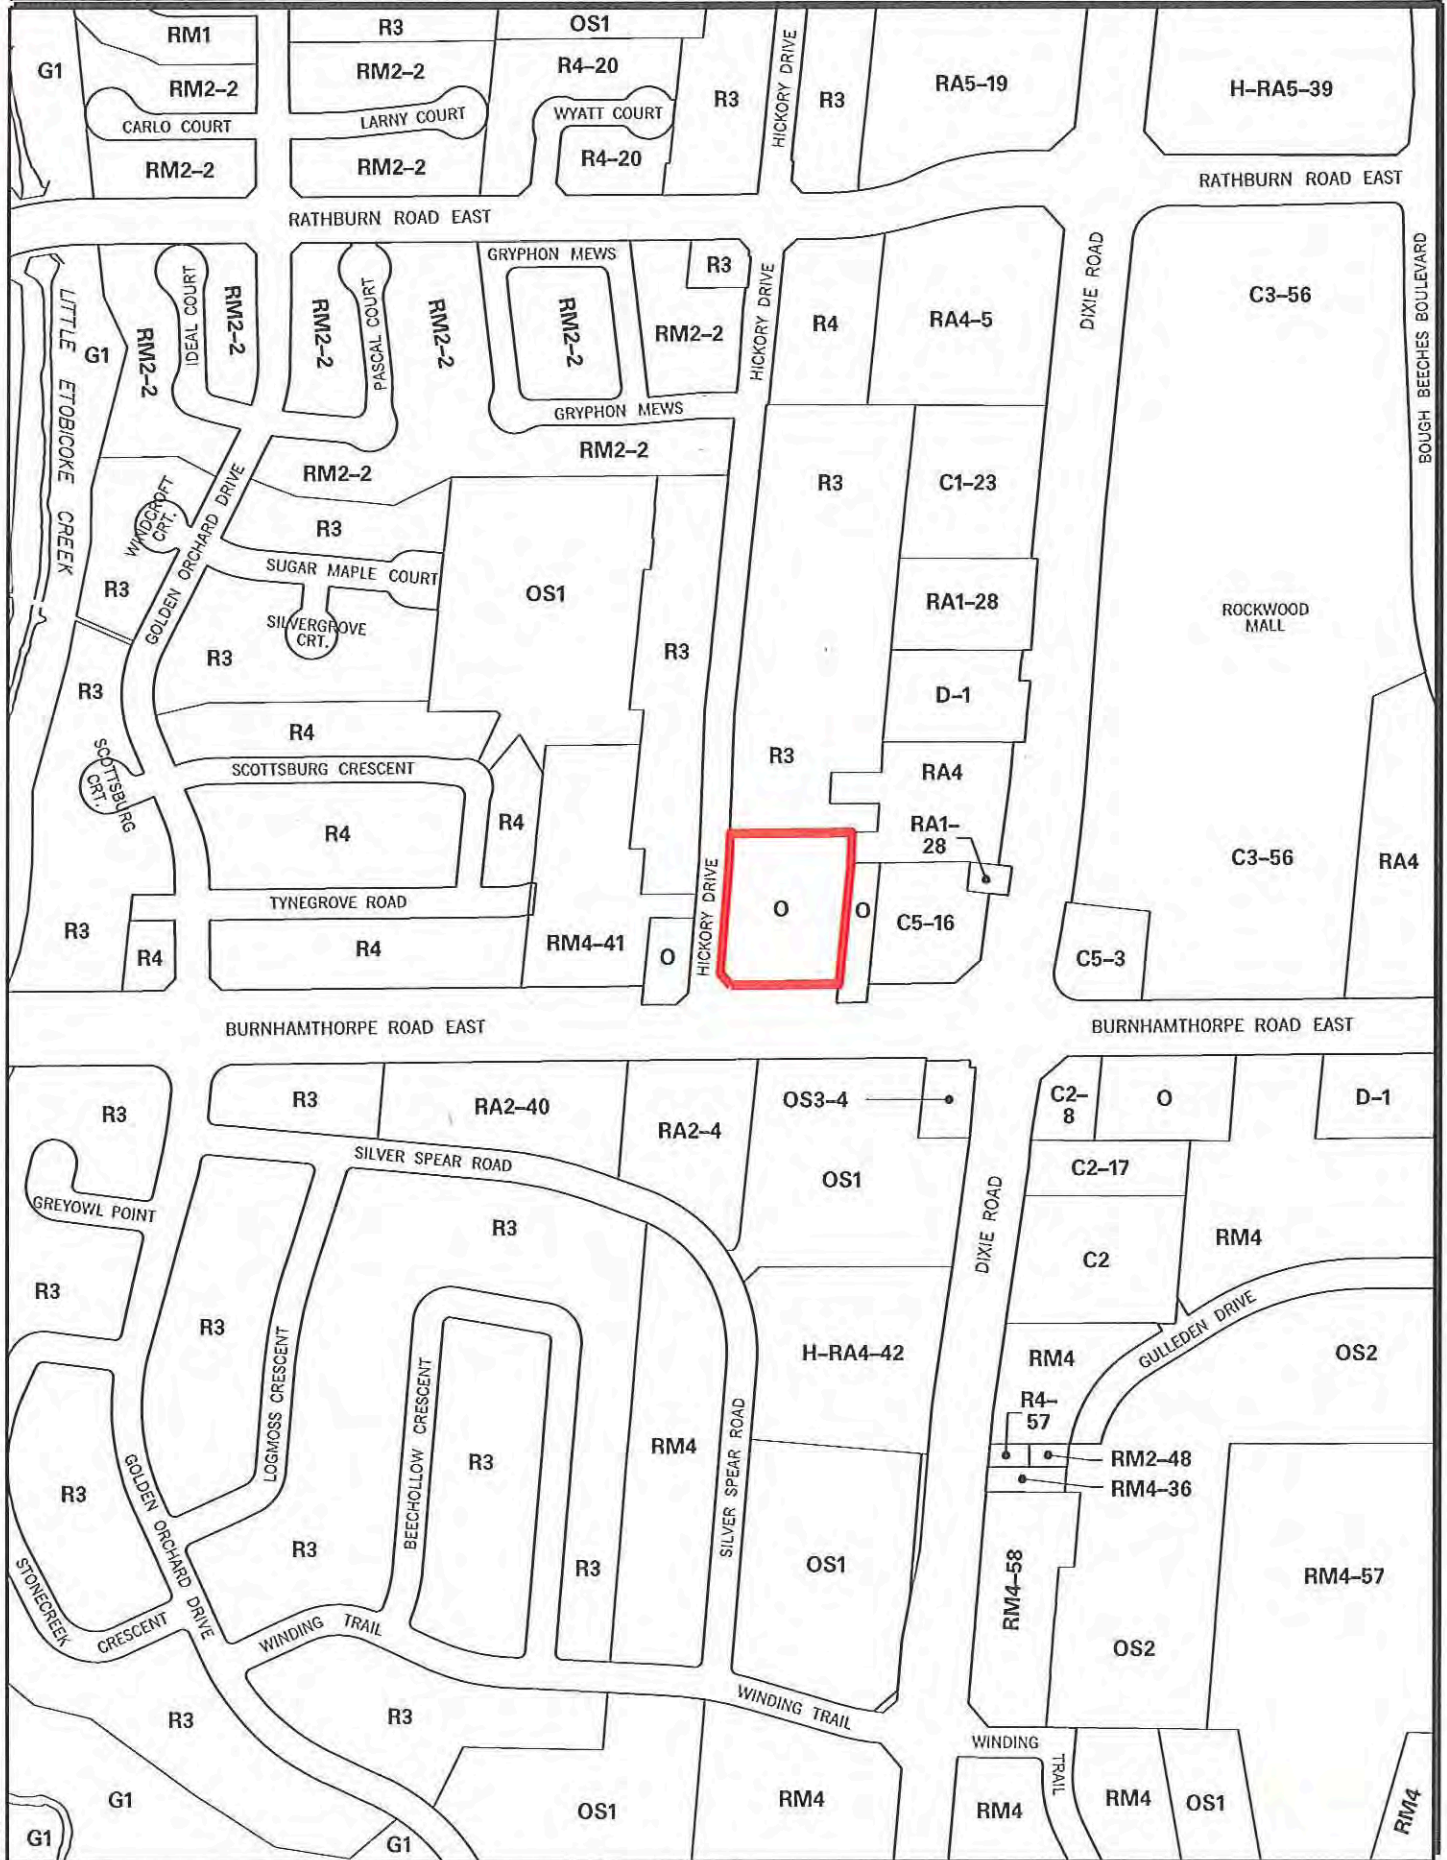 RM1
R3
OS1
G1
RM2-2
RM2-2
R4-20
R3
HICKORY DRIVE
R3
RA5-19
H-RA5-39
CARLO COURT
LARNY COURT
WYATT COURT
RM2-2
RM2-2
R4-20
RATHBURN ROAD EAST
RATHBURN ROAD EAST
GRYPHON MEWS
R3
LITTLE ETOBICOKE CREEK
G1
RM2-2
IDEAL COURT
RM2-2
RM2-2
PASCAL COURT
RM2-2
RM2-2
RM2-2
HICKORY DRIVE
R4
RA4-5
DIXIE ROAD
C3-56
BOUGH BEECHES BOULEVARD
GRYPHON MEWS
RM2-2
RM2-2
R3
C1-23
WINDCROFT
CRT.
GOLDEN ORCHARD DRIVE
R3
SUGAR MAPLE COURT
OS1
R3
RA1-28
ROCKWOOD
MALL
SILVERGROVE
CRT.
R3
R3
R3
D-1
R4
R3
SCOTTSBURG
CRT.
SCOTTSBURG CRESCENT
RA4
R4
R4
RA1-
28
C3-56
RA4
HICKORY DRIVE
TYNEGROVE ROAD
O
O
C5-16
R3
R4
R4
RM4-41
O
C5-3
BURNHAMTHORPE ROAD EAST
BURNHAMTHORPE ROAD EAST
R3
R3
RA2-40
RA2-4
OS3-4
C2-
8
O
D-1
SILVER SPEAR ROAD
OS1
C2-17
GREYOWL POINT
R3
DIXIE ROAD
RM4
C2
R3
R3
LOGMOSS CRESCENT
BEECHOLLOW CRESCENT
H-RA4-42
RM4
GULLEDEN DRIVE
OS2
R4-
57
RM4
SILVER SPEAR ROAD
R3
RM2-48
RM4-36
R3
GOLDEN ORCHARD DRIVE
R3
R3
OS1
RM4-58
RM4-57
STONECREEK
CRESCENT
WINDING TRAIL
OS2
WINDING TRAIL
R3
R3
WINDING
TRAIL
G1
OS1
RM4
RM4
RM4
OS1
RM4
G1
G1